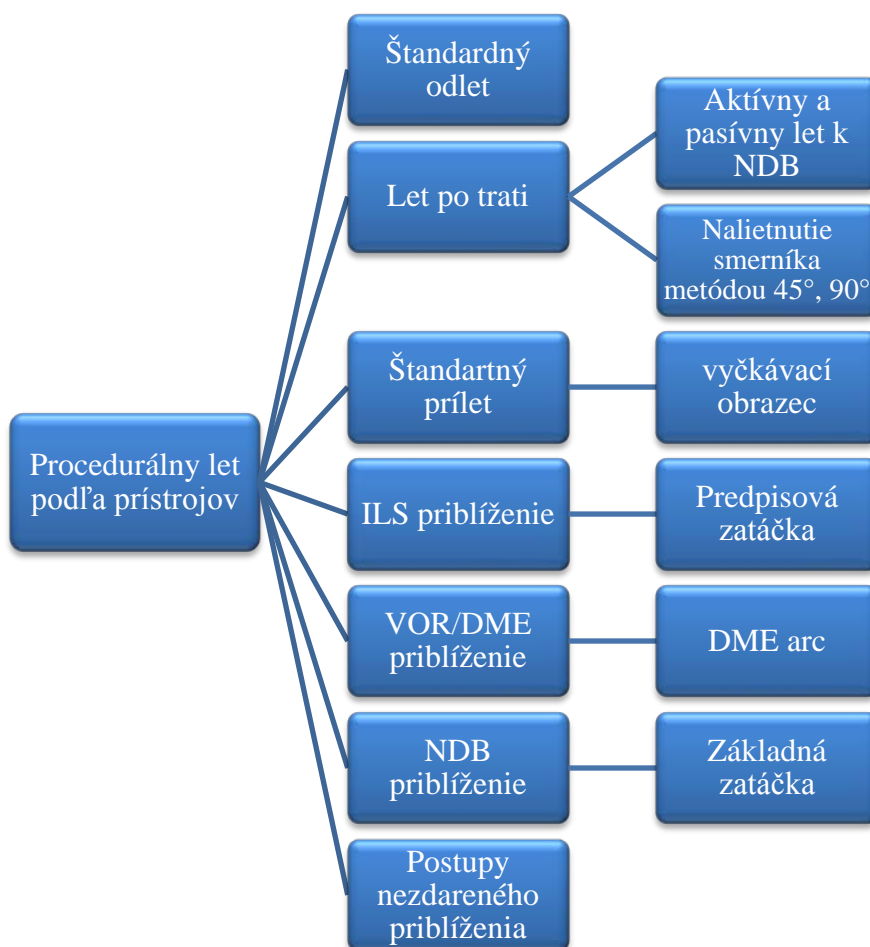 Štandardný
odlet
Aktívny a
pasívny let k
NDB
Let po trati
Nalietnutie
smerníka
metódou 45°, 90°
Štandartný
prílet
vyčkávací
obrazec
Procedurálny let
podľa prístrojov
ILS priblíženie
Predpisová
zatáčka
VOR/DME
priblíženie
DME arc
NDB
priblíženie
Základná
zatáčka
Postupy
nezdareného
priblíženia